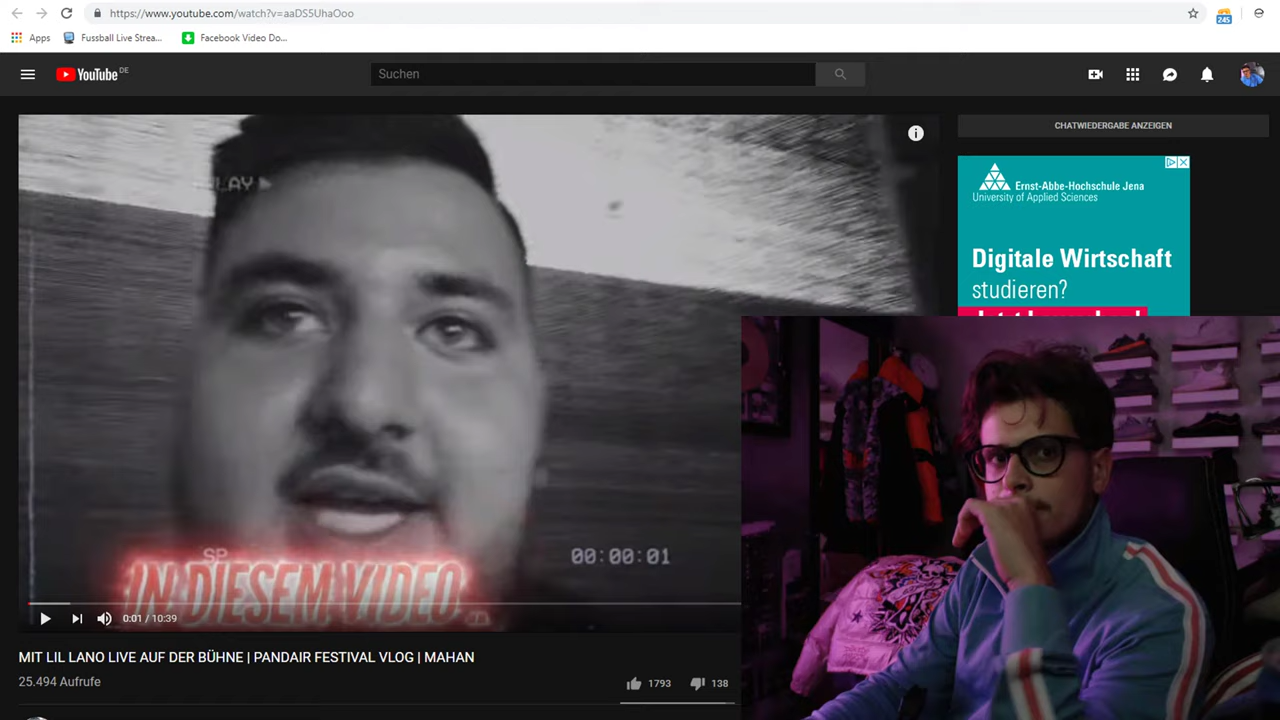 https://www.youtube.com/watch?v=aaDS5UhaOoo
245
Apps
Fussball Live Strea...
Facebook Video Do...
YouTube DE
Suchen
CHATWIEDERGABE ANZEIGEN
PLAY
Ernst-Abbe-Hochschule Jena
University of Applied Sciences
Digitale Wirtschaft
studieren?
SP
00:00:01
IN DIESEM VIDEO
0:01 / 10:39
MIT LIL LANO LIVE AUF DER BÜHNE | PANDAIR FESTIVAL VLOG | MAHAN
25.494 Aufrufe
1793
138